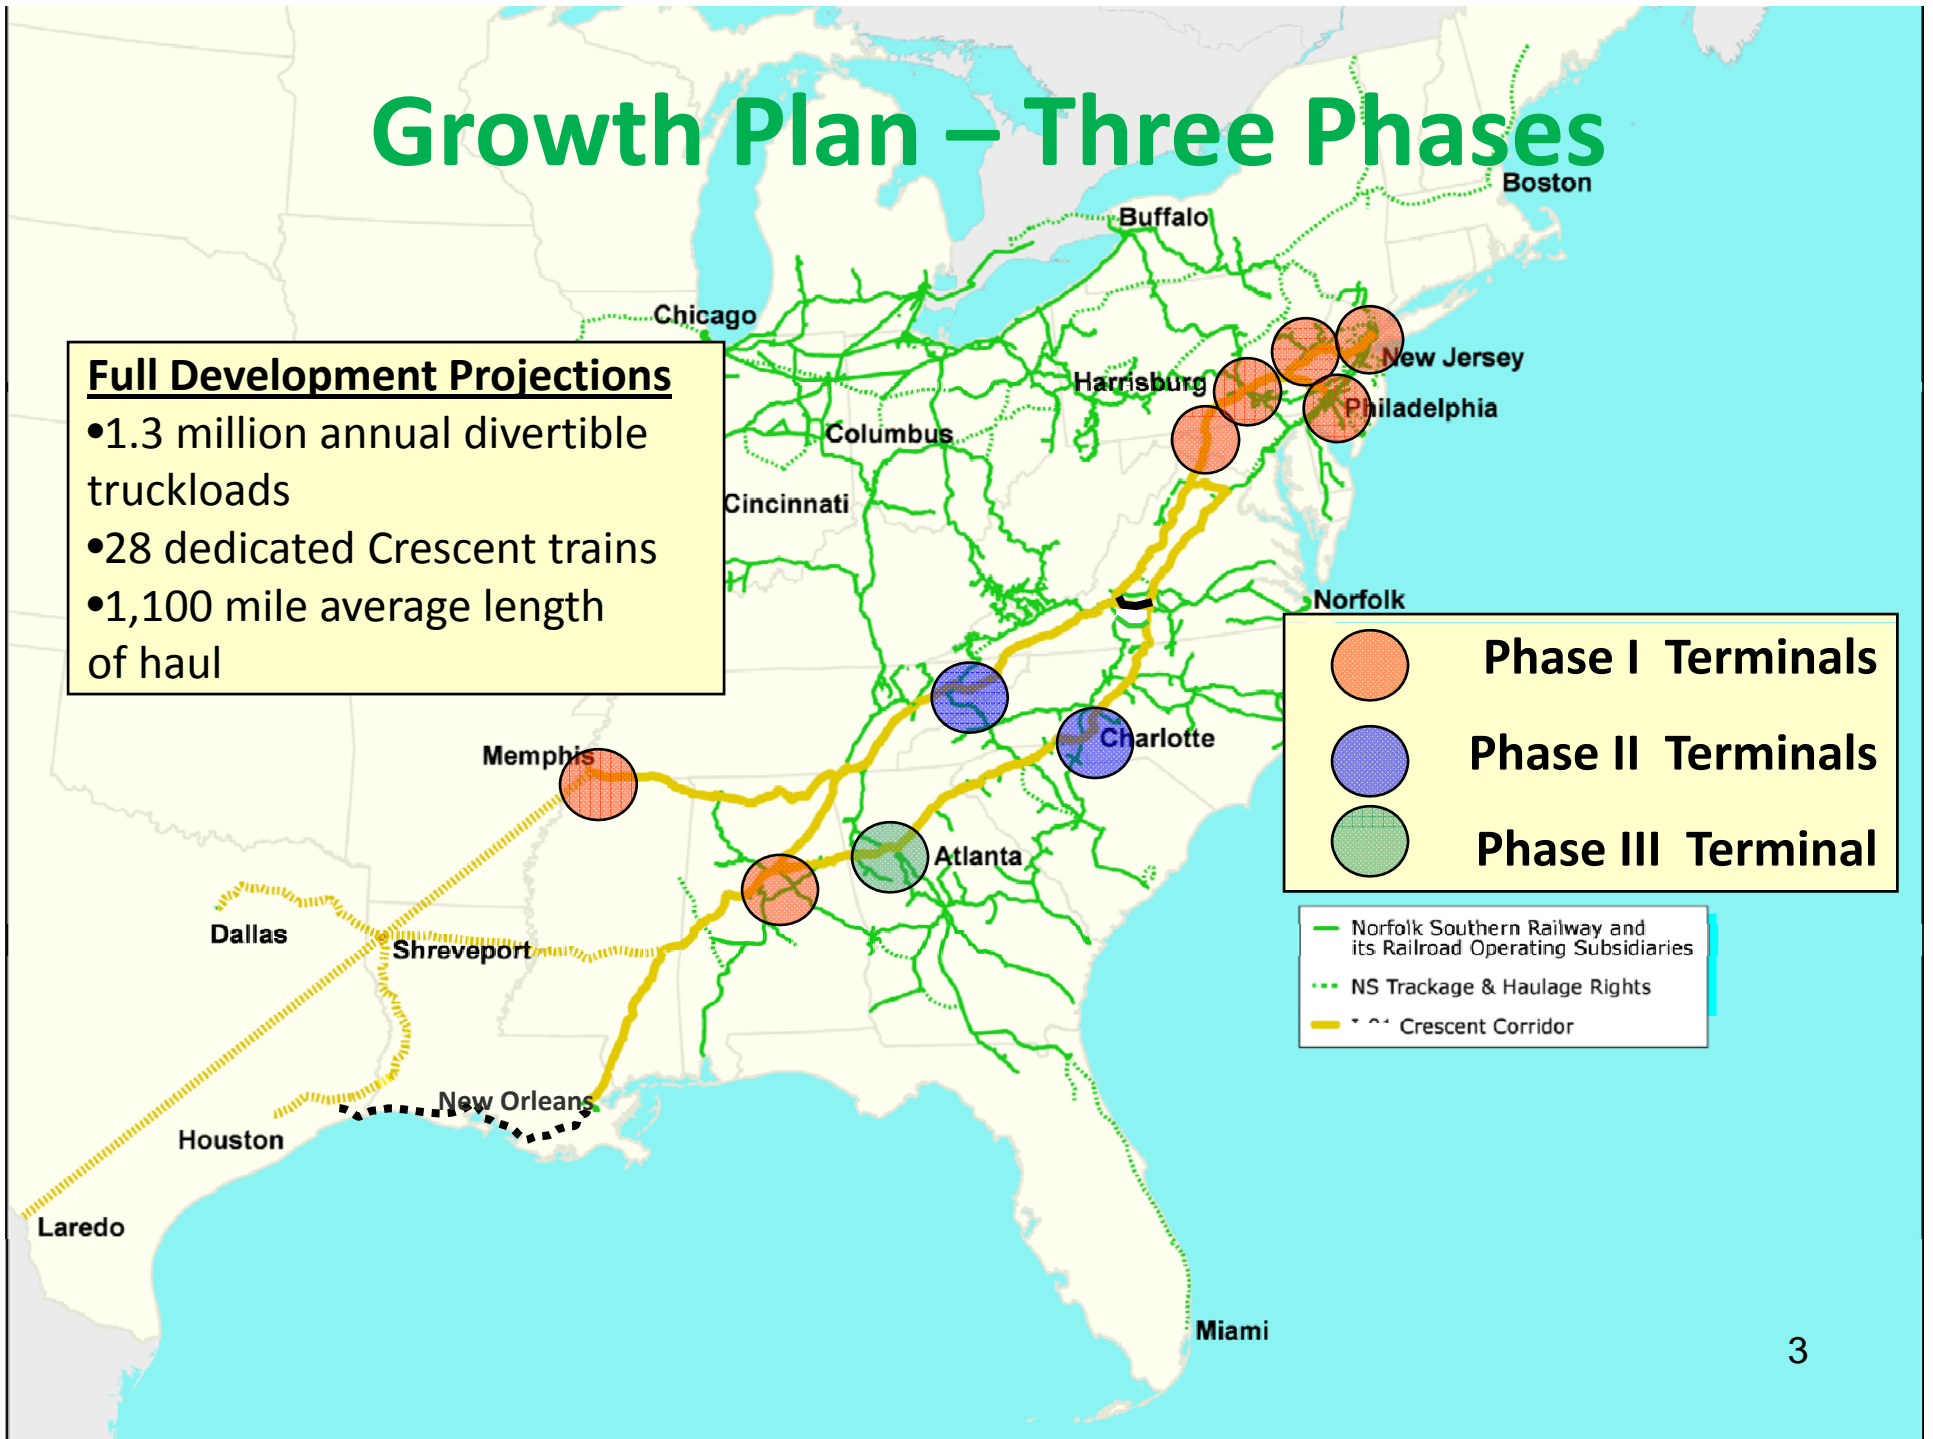 Growth Plan – Three Phases
Boston
Buffalo
Chicago
New Jersey
Harrisburg
Philadelphia
Full Development Projections
•1.3 million annual divertible
truckloads
•28 dedicated Crescent trains
•1,100 mile average length
of haul
Columbus
Cincinnati
Norfolk
Phase I Terminals
Phase II Terminals
Phase III Terminal
Charlotte
Memphis
Atlanta
Dallas
Shreveport
Norfolk Southern Railway and
its Railroad Operating Subsidiaries
NS Trackage & Haulage Rights
Crescent Corridor
New Orleans
Houston
Laredo
Miami
3